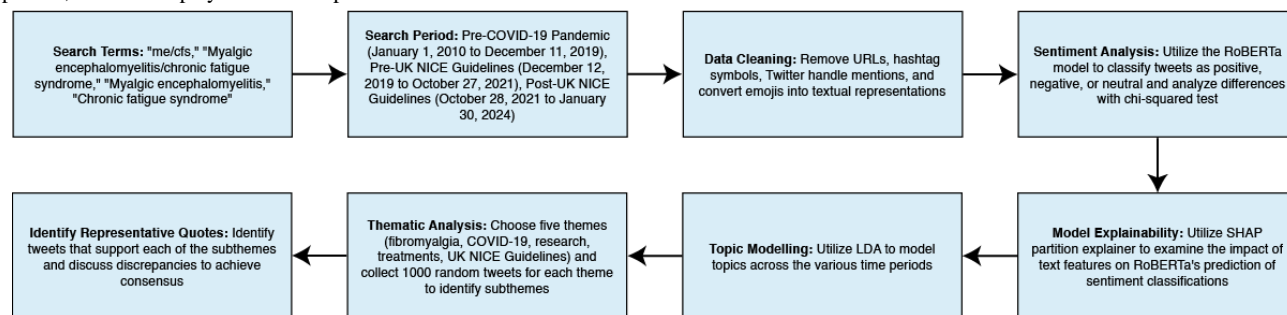 Search Terms: "me/cfs," "Myalgic
encephalomyelitis/chronic fatigue
syndrome," "Myalgic encephalomyelitis,"
"Chronic fatigue syndrome"
Search Period: Pre-COVID-19 Pandemic
(January 1, 2010 to December 11, 2019),
Pre-UK NICE Guidelines (December 12,
2019 to October 27, 2021), Post-UK NICE
Guidelines (October 28, 2021 to January
30, 2024)
Data Cleaning: Remove URLs, hashtag
symbols, Twitter handle mentions, and
convert emojis into textual representations
Sentiment Analysis: Utilize the RoBERTa
model to classify tweets as positive,
negative, or neutral and analyze differences
with chi-squared test
Model Explainability: Utilize SHAP
partition explainer to examine the impact of
text features on RoBERTa's prediction of
sentiment classifications
Topic Modelling: Utilize LDA to model
topics across the various time periods
Thematic Analysis: Choose five themes
(fibromyalgia, COVID-19, research,
treatments, UK NICE Guidelines) and
collect 1000 random tweets for each theme
to identify subthemes
Identify Representative Quotes: Identify
tweets that support each of the subthemes
and discuss discrepancies to achieve
consensus